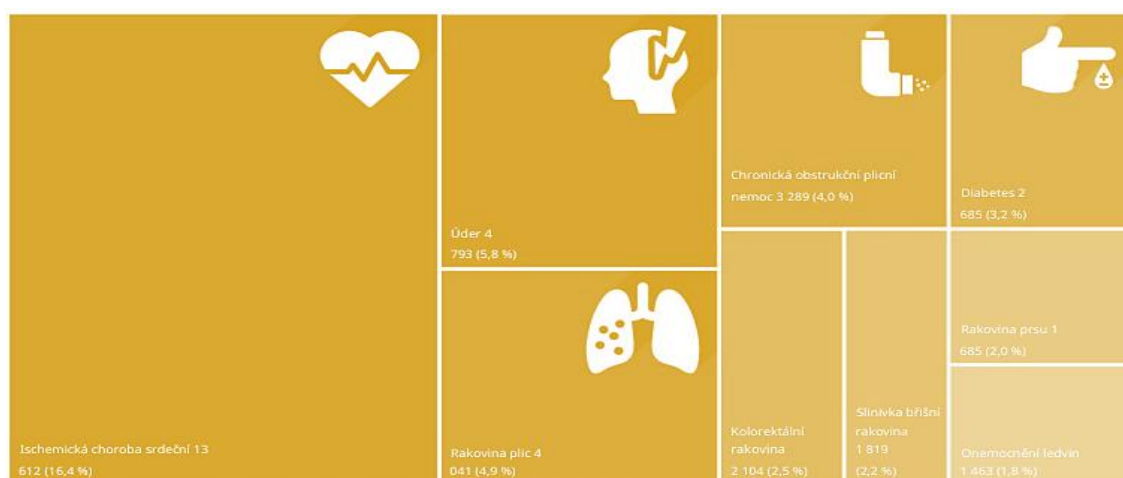 Ischemická choroba srdeční 13
612 (16,4 %)
Úder 4
793 (5,8 %)
Rakovina plic 4
041 (4,9 %)
Chronická obstrukční plicní
nemoc 3 289 (4,0 %)
Diabetes 2
685 (3,2 %)
Kolorektální
rakovina
2 104 (2,5 %)
Slinivka břišní
rakovina
1 819
(2,2 %)
Rakovina prsu 1
685 (2,0 %)
Onemocnění ledvin
1 463 (1,8 %)